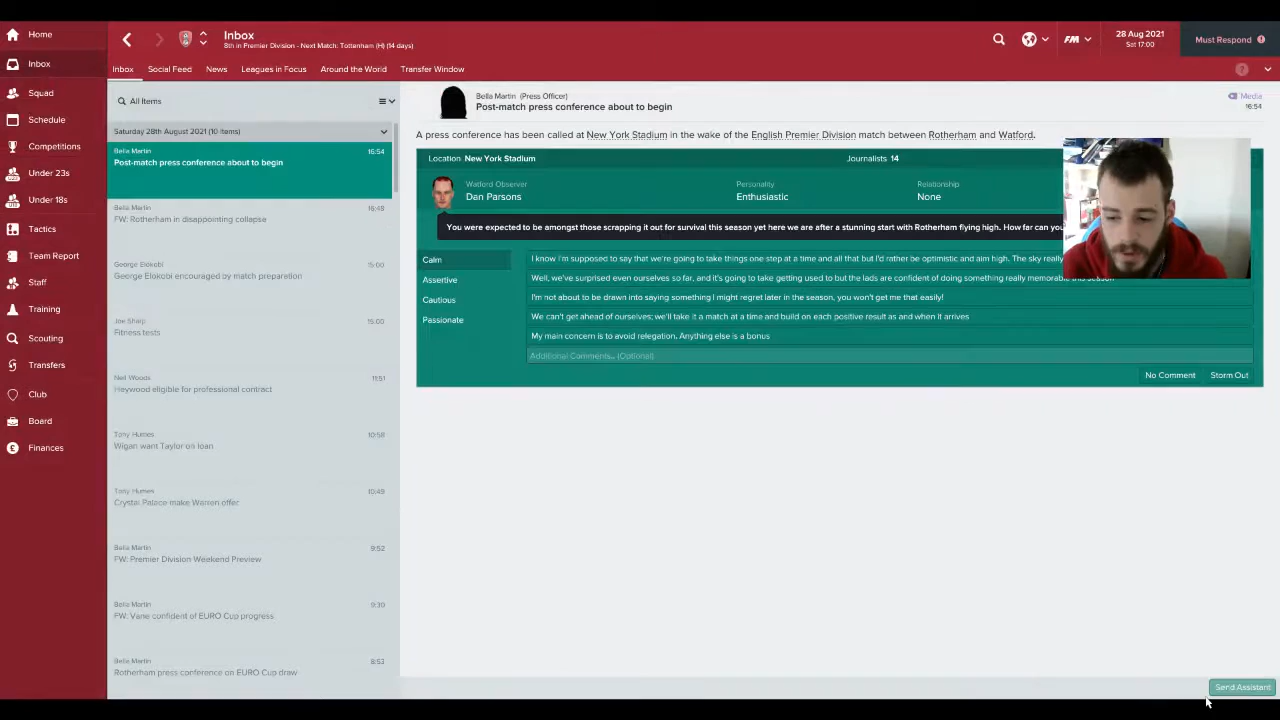 Home
Inbox
Squad
Schedule
Competitions
Under 23s
Under 18s
Tactics
Team Report
Staff
Training
Scouting
Transfers
Club
Board
Finances
Inbox
8th in Premier Division - Next Match: Tottenham (H) (14 days)
FM
28 Aug 2021
Sat 17:00
Must Respond
Inbox Social Feed News Leagues in Focus Around the World Transfer Window
All Items
Saturday 28th August 2021 (10 Items)
Bella Martin 16:54
Post-match press conference about to begin
Bella Martin 16:48
FW: Rotherham in disappointing collapse
George Elokobi 15:00
George Elokobi encouraged by match preparation
Joe Sharp 15:00
Fitness tests
Neil Woods 11:51
Haywood eligible for professional contract
Tony Humes 10:58
Wigan want Taylor on loan
Tony Humes 10:49
Crystal Palace make Warren offer
Bella Martin 9:52
FW: Premier Division Weekend Preview
Bella Martin 9:30
FW: Vane confident of EURO Cup progress
Bella Martin 8:53
Rotherham press conference on EURO Cup draw
Bella Martin (Press Officer) Media
Post-match press conference about to begin 16:54
A press conference has been called at New York Stadium in the wake of the English Premier Division match between Rotherham and Watford.
Location New York Stadium Journalists 14
Watford Observer Personality Relationship
Dan Parsons Enthusiastic None
You were expected to be amongst those scrapping it out for survival this season yet here we are after a stunning start with Rotherham flying high. How far can you
Calm
Assertive
Cautious
Passionate
I know I'm supposed to say that we're going to take things one step at a time and all that but I'd rather be optimistic and aim high. The sky really
Well, we've surprised even ourselves so far, and it's going to take getting used to but the lads are confident of doing something really memorable this season
I'm not about to be drawn into saying something I might regret later in the season, you won't get me that easily!
We can't get ahead of ourselves; we'll take it a match at a time and build on each positive result as and when it arrives
My main concern is to avoid relegation. Anything else is a bonus
Additional Comments... (Optional)
No Comment Storm Out
Send Assistant